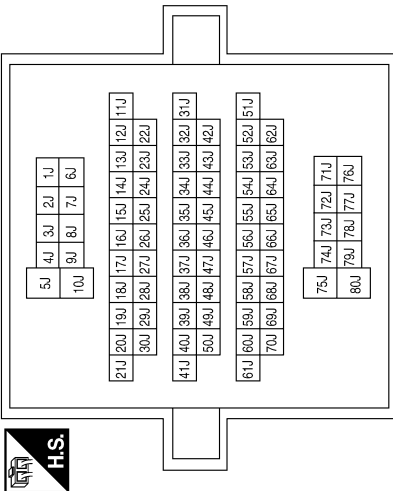 H.S.
5J 4J 3J 2J 1J
10J 9J 8J 7J 6J
21J 20J 19J 18J 17J 16J 15J 14J 13J 12J 11J
30J 29J 28J 27J 26J 25J 24J 23J 22J
41J 40J 39J 38J 37J 36J 35J 34J 33J 32J 31J
50J 49J 48J 47J 46J 45J 44J 43J 42J
61J 60J 59J 58J 57J 56J 55J 54J 53J 52J 51J
70J 69J 68J 67J 66J 65J 64J 63J 62J
75J 74J 73J 72J 71J
80J 79J 78J 77J 76J